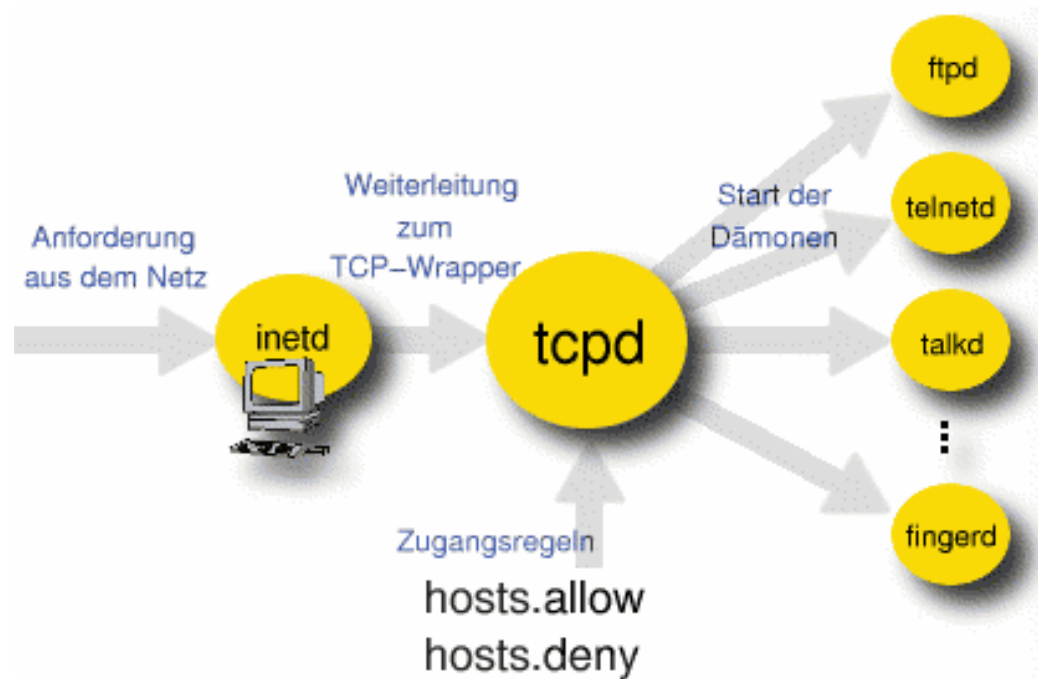 Anforderung
aus dem Netz
inetd
Weiterleitung
zum
TCP–Wrapper
tcpd
Zugangsregeln
hosts.allow
hosts.deny
Start der
Dämonen
ftpd
telnetd
talkd
⋮
fingerd